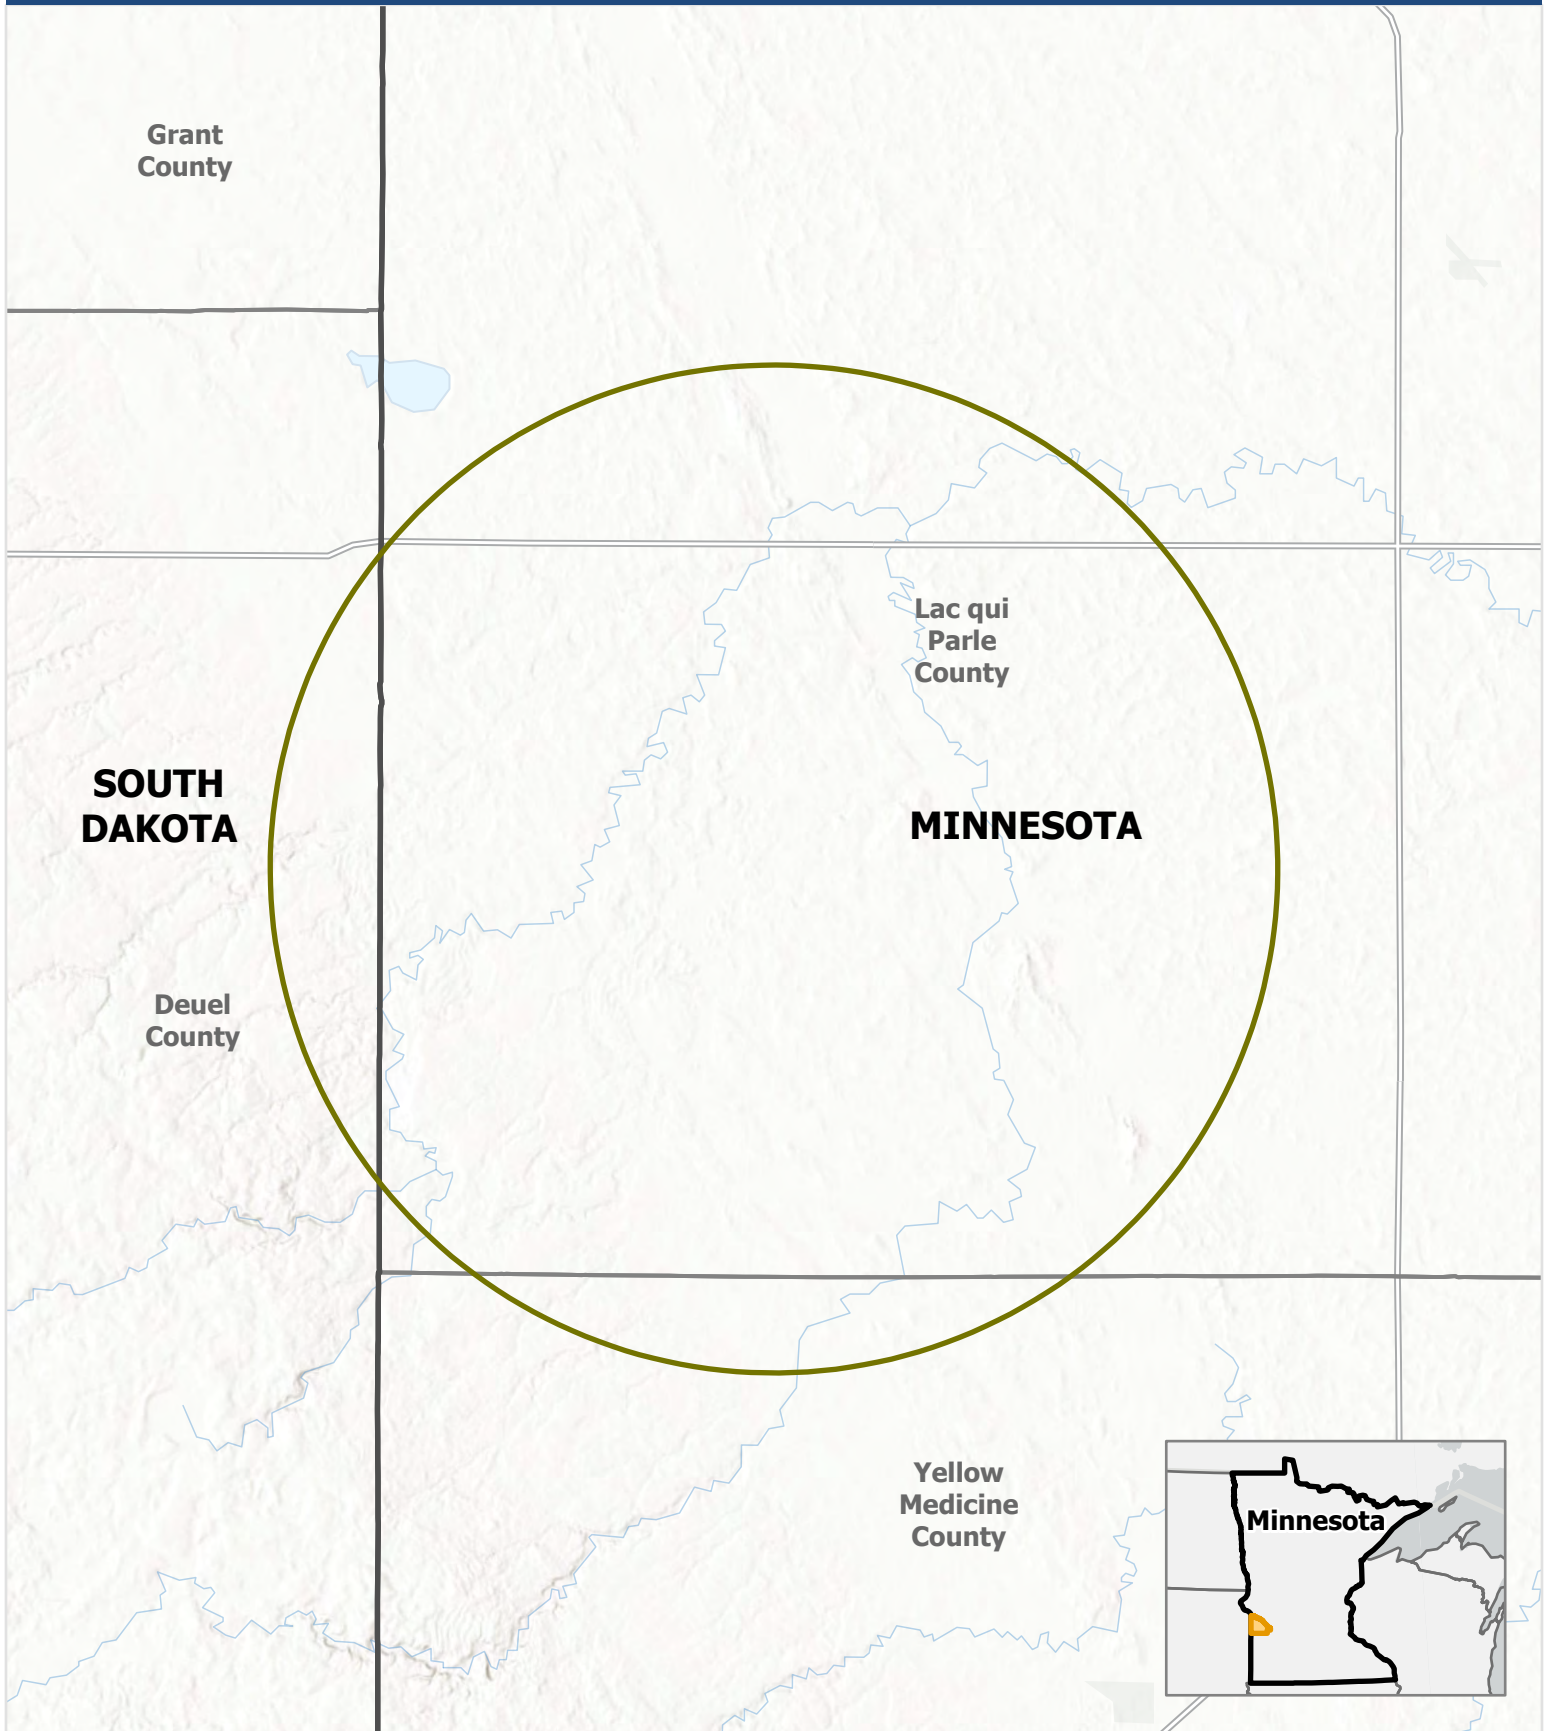 Grant
County
Lac qui
Parle
County
SOUTH
DAKOTA
MINNESOTA
Deuel
County
Yellow
Medicine
County
Minnesota